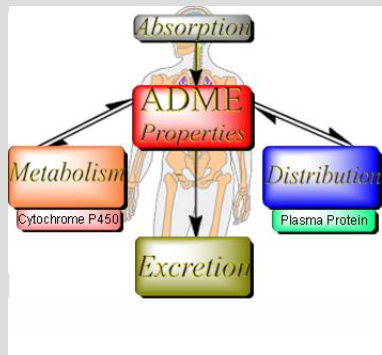 Absorption
ADME
Properties
Metabolism
Cytochrome P450
Distribution
Plasma Protein
Excretion